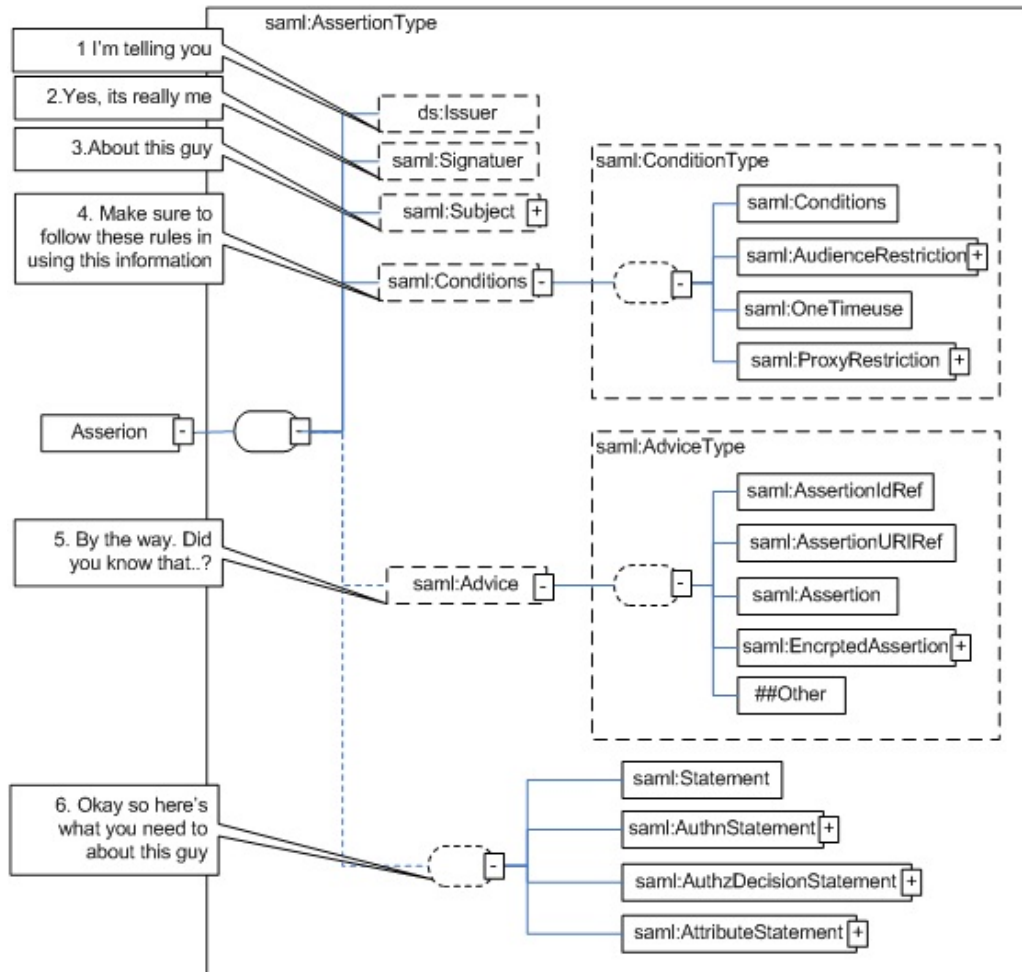 saml:AssertionType
1 I'm telling you
2.Yes, its really me
3.About this guy
4. Make sure to
follow these rules in
using this information
ds:Issuer
saml:Signatuer
saml:Subject
+
saml:Conditions
-
saml:ConditionType
-
saml:Conditions
saml:AudienceRestriction
+
saml:OneTimeuse
saml:ProxyRestriction
+
Asserion
-
-
5. By the way. Did
you know that..?
saml:Advice
-
saml:AdviceType
-
saml:AssertionIdRef
saml:AssertionURIRef
saml:Assertion
saml:EncrptedAssertion
+
##Other
6. Okay so here's
what you need to
about this guy
-
saml:Statement
saml:AuthnStatement
+
saml:AuthzDecisionStatement
+
saml:AttributeStatement
+